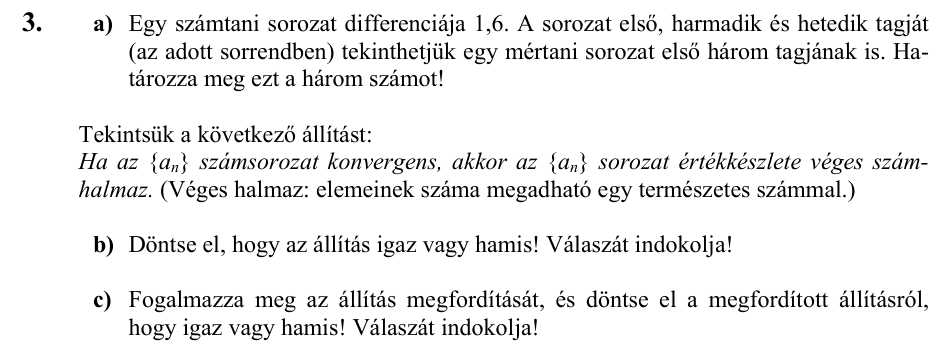 3. a) Egy számtani sorozat differenciája 1,6. A sorozat első, harmadik és hetedik tagját
(az adott sorrendben) tekinthetjük egy mértani sorozat első három tagjának is. Ha-
tározza meg ezt a három számot!
Tekintsük a következő állítást:
Ha az {aₙ} számsorozat konvergens, akkor az {aₙ} sorozat értékkészlete véges szám-
halmaz. (Véges halmaz: elemeinek száma megadható egy természetes számmal.)
b) Döntse el, hogy az állítás igaz vagy hamis! Válaszát indokolja!
c) Fogalmazza meg az állítás megfordítását, és döntse el a megfordított állításról,
hogy igaz vagy hamis! Válaszát indokolja!